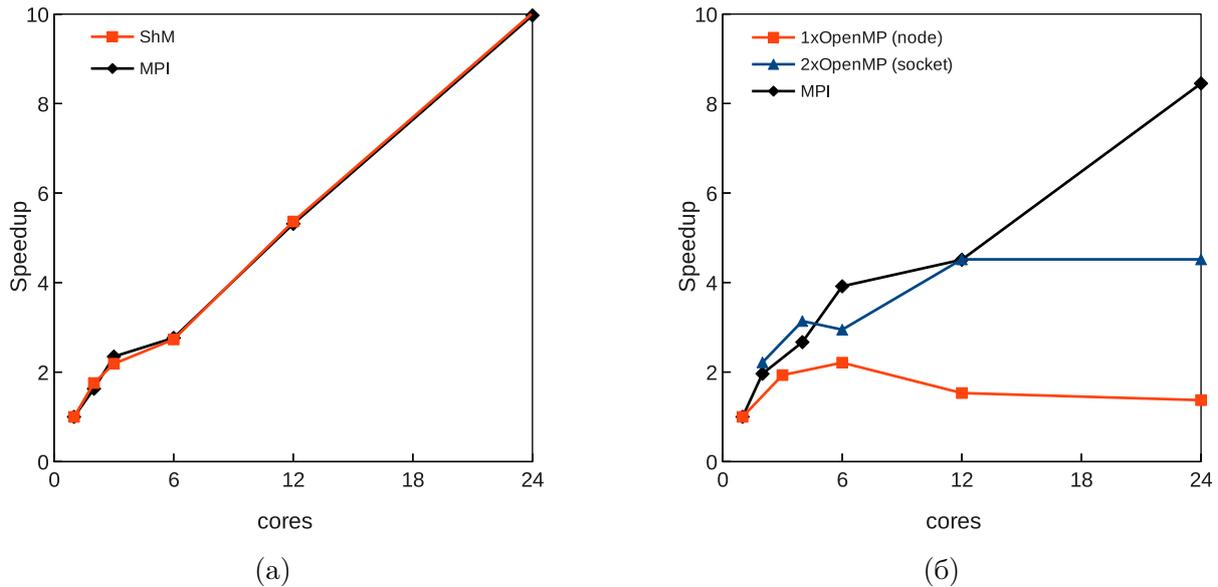 10
8
6
4
2
0
Speedup
ShM
MPI
0 6 12 18 24
cores
(а)
10
8
6
4
2
0
Speedup
1xOpenMP (node)
2xOpenMP (socket)
MPI
0 6 12 18 24
cores
(б)